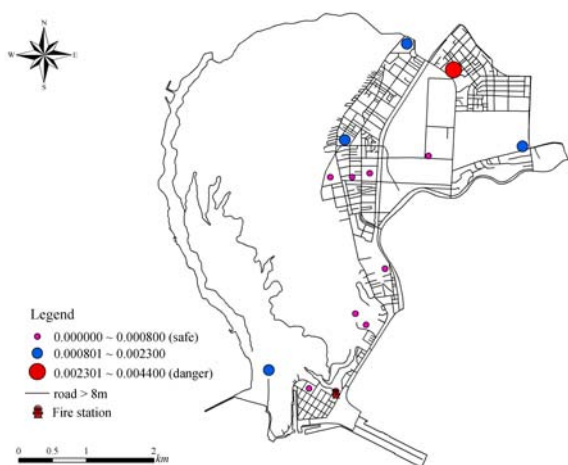 N
W E
S
Legend
0.000000 ~ 0.000800 (safe)
0.000801 ~ 0.002300
0.002301 ~ 0.004400 (danger)
road > 8m
Fire station
0 0.5 1 2
km